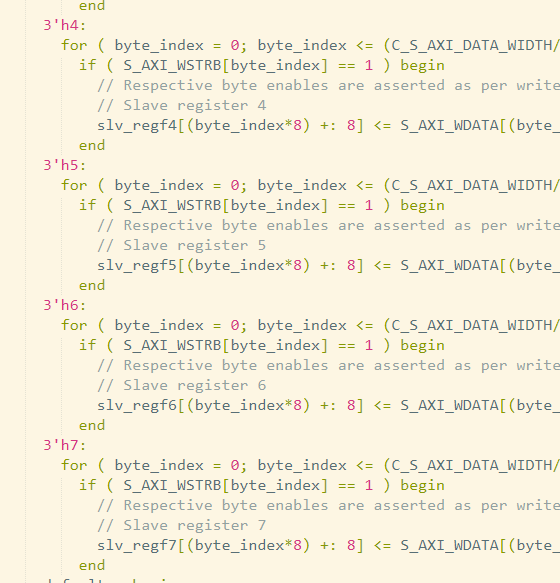 end
3'h4:
for ( byte_index = 0; byte_index <= (C_S_AXI_DATA_WIDTH/
if ( S_AXI_WSTRB[byte_index] == 1 ) begin
// Respective byte enables are asserted as per write
// Slave register 4
slv_regf4[(byte_index*8) +: 8] <= S_AXI_WDATA[(byte_
end
3'h5:
for ( byte_index = 0; byte_index <= (C_S_AXI_DATA_WIDTH/
if ( S_AXI_WSTRB[byte_index] == 1 ) begin
// Respective byte enables are asserted as per write
// Slave register 5
slv_regf5[(byte_index*8) +: 8] <= S_AXI_WDATA[(byte_
end
3'h6:
for ( byte_index = 0; byte_index <= (C_S_AXI_DATA_WIDTH/
if ( S_AXI_WSTRB[byte_index] == 1 ) begin
// Respective byte enables are asserted as per write
// Slave register 6
slv_regf6[(byte_index*8) +: 8] <= S_AXI_WDATA[(byte_
end
3'h7:
for ( byte_index = 0; byte_index <= (C_S_AXI_DATA_WIDTH/
if ( S_AXI_WSTRB[byte_index] == 1 ) begin
// Respective byte enables are asserted as per write
// Slave register 7
slv_regf7[(byte_index*8) +: 8] <= S_AXI_WDATA[(byte_
end